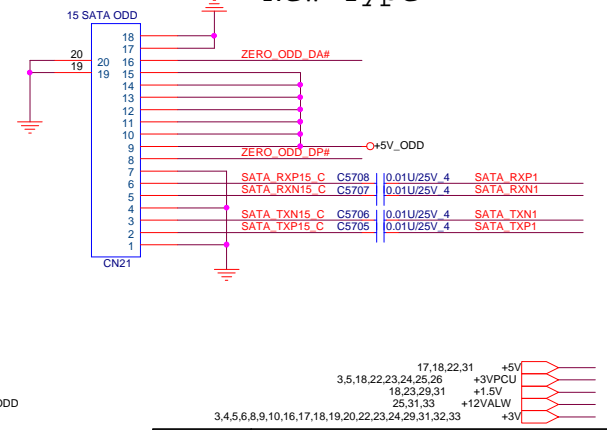 New Type
15 SATA ODD
18
17
20 20 16 ZERO_ODD_DA#
19 19 15
14
13
12
11
10
9 +5V_ODD
8 ZERO_ODD_DP#
7
6 SATA_RXP15_C C5708 0.01U/25V_4 SATA_RXP1
5 SATA_RXN15_C C5707 0.01U/25V_4 SATA_RXN1
4
3 SATA_TXN15_C C5706 0.01U/25V_4 SATA_TXN1
2 SATA_TXP15_C C5705 0.01U/25V_4 SATA_TXP1
1
CN21
17,18,22,31 +5V
3,5,18,22,23,24,25,26 +3VPCU
18,23,29,31 +1.5V
ODD 25,31,33 +12VALW
3,4,5,6,8,9,10,16,17,18,19,20,22,23,24,29,31,32,33 +3V